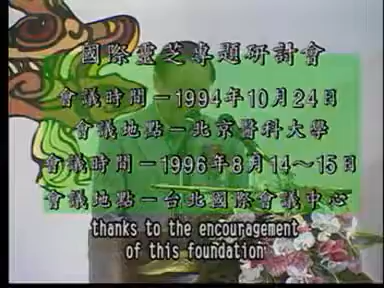 國際靈芝專題研討會
會議時間－1994年10月24日
會議地點－北京醫科大學
會議時間－1996年8月14～15日
會議地點－台北國際會議中心
thanks to the encouragement
of this foundation